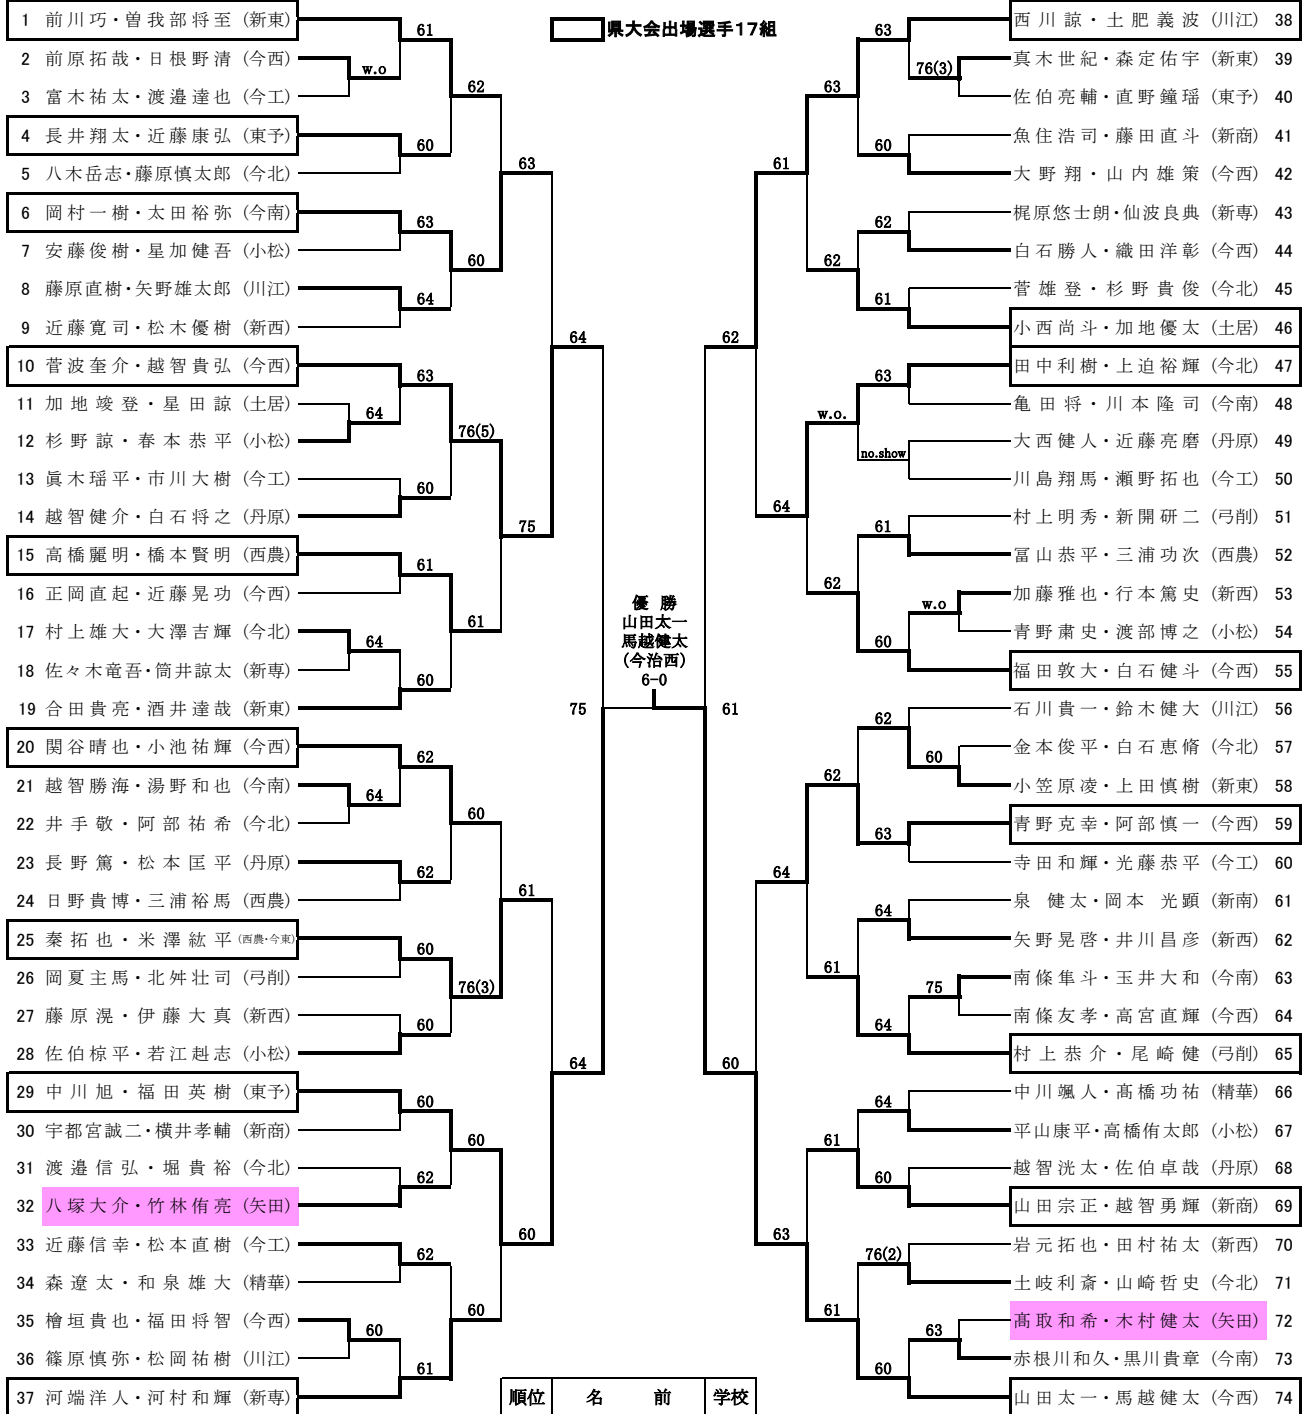 県大会出場選手17組
1 前川巧・曽我部将至 (新東)
2 前原拓哉・日根野清 (今西)
3 富木祐太・渡邉達也 (今工)
4 長井翔太・近藤康弘 (東予)
5 八木岳志・藤原慎太郎 (今北)
6 岡村一樹・太田裕弥 (今南)
7 安藤俊樹・星加健吾 (小松)
8 藤原直樹・矢野雄太郎 (川江)
9 近藤寛司・松木優樹 (新西)
10 菅波奎介・越智貴弘 (今西)
11 加地竣登・星田諒 (土居)
12 杉野諒・春本恭平 (小松)
13 眞木瑶平・市川大樹 (今工)
14 越智健介・白石将之 (丹原)
15 高橋麗明・橋本賢明 (西農)
16 正岡直起・近藤晃功 (今西)
17 村上雄大・大澤吉輝 (今北)
18 佐々木竜吾・筒井諒太 (新専)
19 合田貴亮・酒井達哉 (新東)
20 関谷晴也・小池祐輝 (今西)
21 越智勝海・湯野和也 (今南)
22 井手敬・阿部祐希 (今北)
23 長野篤・松本匡平 (丹原)
24 日野貴博・三浦裕馬 (西農)
25 秦拓也・米澤紘平 (西農・今東)
26 岡夏主馬・北舛壮司 (弓削)
27 藤原滉・伊藤大真 (新西)
28 佐伯椋平・若江赳志 (小松)
29 中川旭・福田英樹 (東予)
30 宇都宮誠二・横井孝輔 (新商)
31 渡邉信弘・堀貴裕 (今北)
32 八塚大介・竹林侑亮 (矢田)
33 近藤信幸・松本直樹 (今工)
34 森遼太・和泉雄大 (精華)
35 檜垣貴也・福田将智 (今西)
36 篠原慎弥・松岡祐樹 (川江)
37 河端洋人・河村和輝 (新専)
61
w.o
62
60
63
63
60
64
64
63
64
76(5)
60
75
61
61
64
60
75
62
64
60
62
61
60
76(3)
60
64
60
60
62
60
62
60
60
61
優勝
山田太一
馬越健太
(今治西)
6-0
63
76(3)
63
60
61
62
62
61
62
63
w.o.
no.show
64
61
62
w.o
60
61
62
60
62
63
64
64
61
75
64
60
64
61
60
63
76(2)
61
63
60
西川諒・土肥義波 (川江) 38
真木世紀・森定佑宇 (新東) 39
佐伯亮輔・直野鐘瑶 (東予) 40
魚住浩司・藤田直斗 (新商) 41
大野翔・山内雄策 (今西) 42
梶原悠士朗・仙波良典 (新専) 43
白石勝人・織田洋彰 (今西) 44
菅雄登・杉野貴俊 (今北) 45
小西尚斗・加地優太 (土居) 46
田中利樹・上迫裕輝 (今北) 47
亀田将・川本隆司 (今南) 48
大西健人・近藤亮磨 (丹原) 49
川島翔馬・瀬野拓也 (今工) 50
村上明秀・新開研二 (弓削) 51
冨山恭平・三浦功次 (西農) 52
加藤雅也・行本篤史 (新西) 53
青野粛史・渡部博之 (小松) 54
福田敦大・白石健斗 (今西) 55
石川貴一・鈴木健大 (川江) 56
金本俊平・白石恵脩 (今北) 57
小笠原凌・上田慎樹 (新東) 58
青野克幸・阿部慎一 (今西) 59
寺田和輝・光藤恭平 (今工) 60
泉 健太・岡本 光顕 (新南) 61
矢野晃啓・井川昌彦 (新西) 62
南條隼斗・玉井大和 (今南) 63
南條友孝・高宮直輝 (今西) 64
村上恭介・尾崎健 (弓削) 65
中川颯人・髙橋功祐 (精華) 66
平山康平・高橋侑太郎 (小松) 67
越智洸太・佐伯卓哉 (丹原) 68
山田宗正・越智勇輝 (新商) 69
岩元拓也・田村祐太 (新西) 70
土岐利斎・山崎哲史 (今北) 71
髙取和希・木村健太 (矢田) 72
赤根川和久・黒川貴章 (今南) 73
山田太一・馬越健太 (今西) 74
順位 名 前 学校